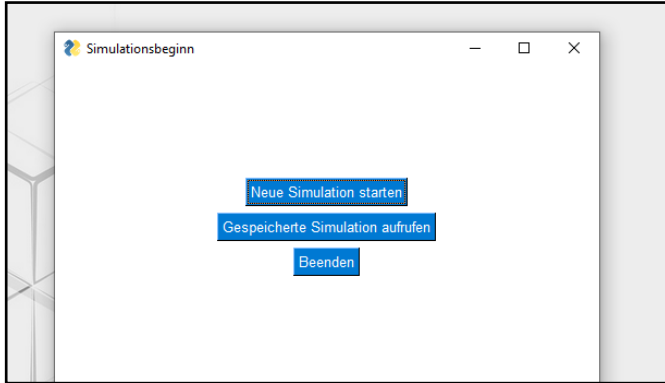 Simulationsbeginn
Neue Simulation starten
Gespeicherte Simulation aufrufen
Beenden